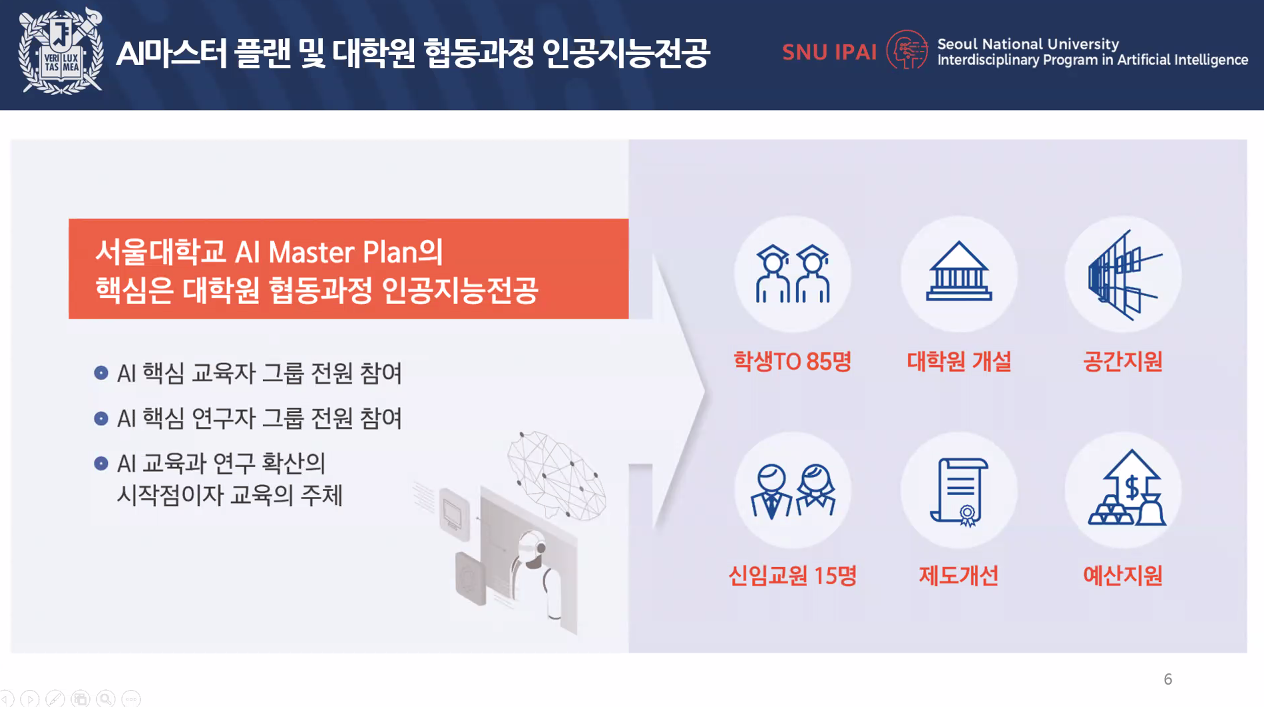 VERI LUX
TAS MEA
AI마스터 플랜 및 대학원 협동과정 인공지능전공
SNU IPAI
Seoul National University
Interdisciplinary Program in Artificial Intelligence
서울대학교 AI Master Plan의
핵심은 대학원 협동과정 인공지능전공
AI 핵심 교육자 그룹 전원 참여
AI 핵심 연구자 그룹 전원 참여
AI 교육과 연구 확산의
시작점이자 교육의 주체
학생TO 85명
대학원 개설
공간지원
$
신임교원 15명
제도개선
예산지원
6